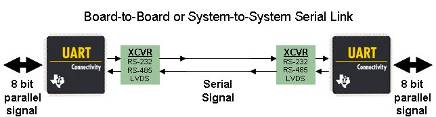 Board-to-Board or System-to-System Serial Link
UART
Connectivity
XCVR
RS-232
RS-485
LVDS
XCVR
RS-232
RS-485
LVDS
UART
Connectivity
8 bit
parallel
signal
Serial
Signal
8 bit
parallel
signal